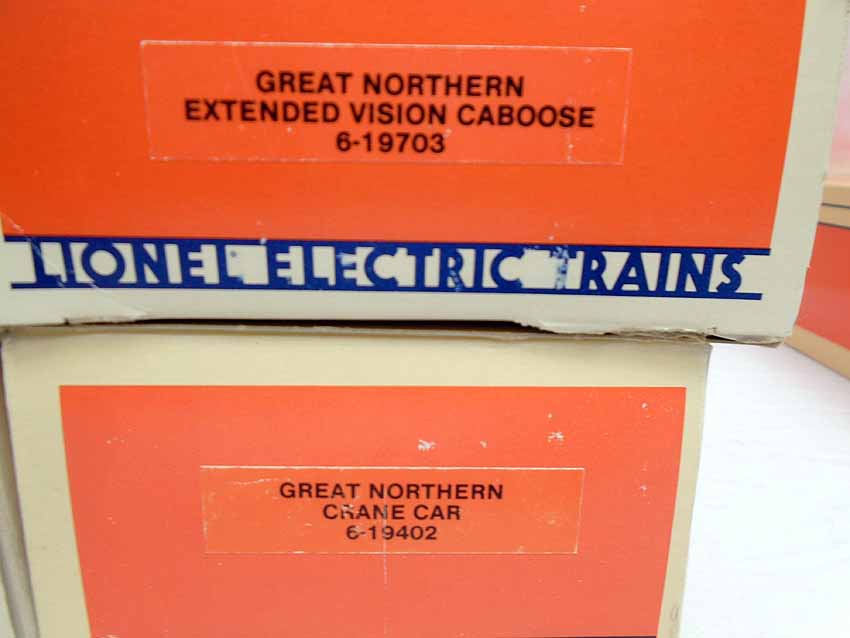 GREAT NORTHERN
EXTENDED VISION CABOOSE
6-19703
LIONEL ELECTRIC TRAINS
GREAT NORTHERN
CRANE CAR
6-19402